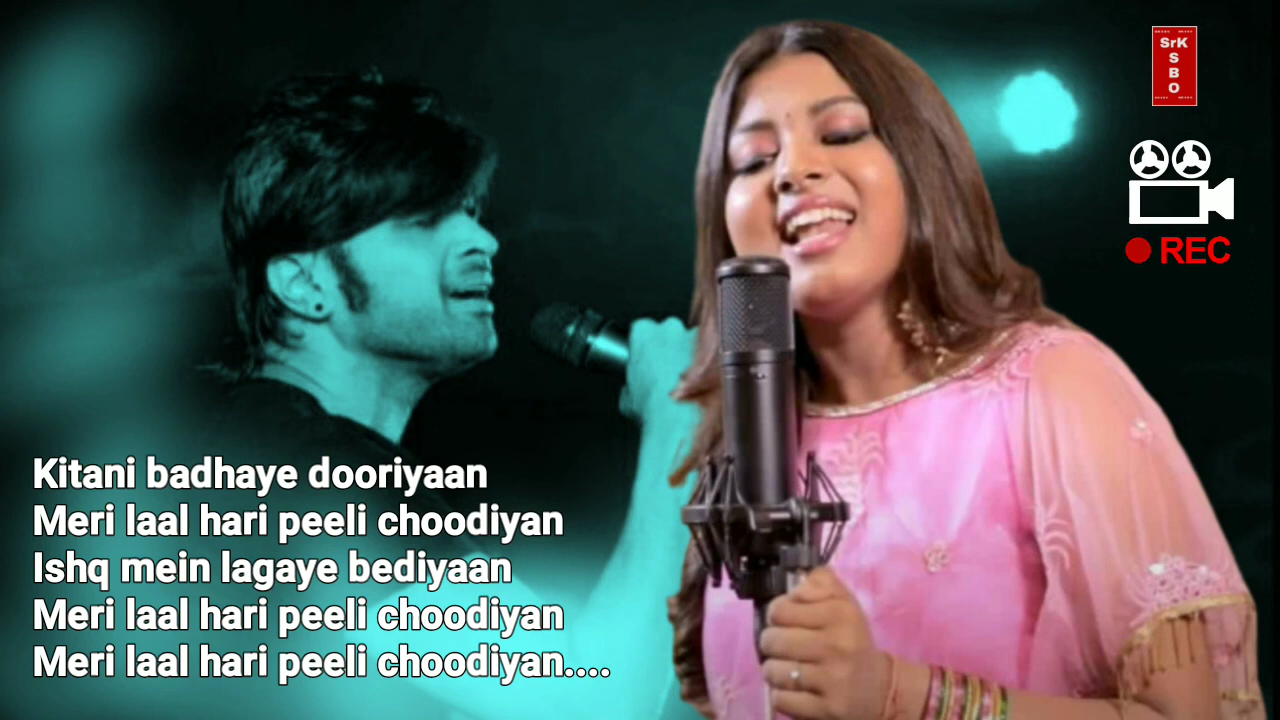 SrK
S
B
O
REC
Kitani badhaye dooriyaan
Meri laal hari peeli choodiyan
Ishq mein lagaye bediyaan
Meri laal hari peeli choodiyan
Meri laal hari peeli choodiyan....